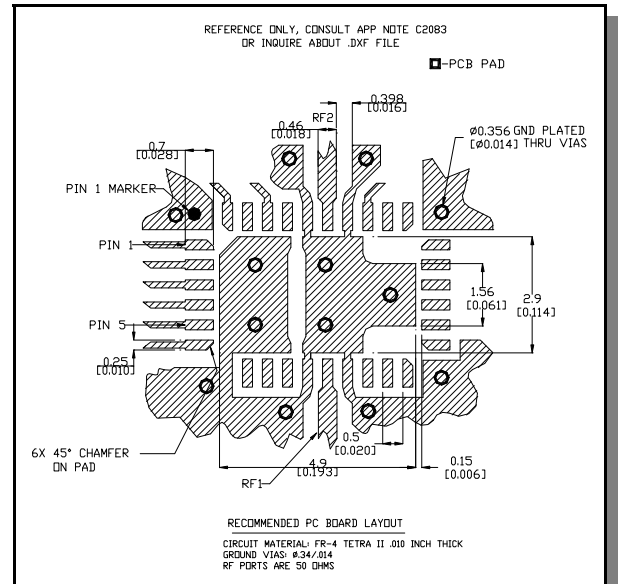 REFERENCE ONLY, CONSULT APP NOTE C2083
OR INQUIRE ABOUT .DXF FILE
-PCB PAD
0.398
[0.016]
RF2
0.46
[0.018]
Ø0.356 GND PLATED
[Ø0.014] THRU VIAS
0.7
[0.028]
PIN 1 MARKER
PIN 1
1.56
[0.061]
2.9
[0.114]
PIN 5
0.25
[0.010]
6X 45° CHAMFER
ON PAD
0.5
[0.020]
4.9
[0.193]
0.15
[0.006]
RF1
RECOMMENDED PC BOARD LAYOUT
CIRCUIT MATERIAL: FR-4 TETRA II .010 INCH THICK
GROUND VIAS: Ø.34/.014
RF PORTS ARE 50 OHMS